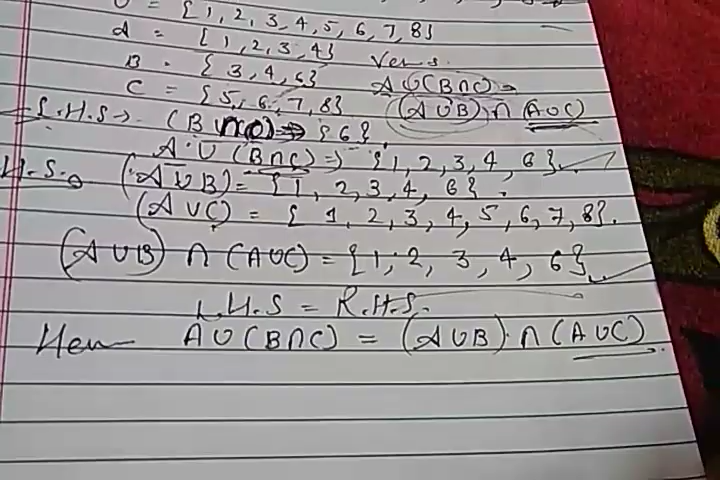 U = {1, 2, 3, 4, 5, 6, 7, 8}
A = {1, 2, 3, 4}
B = {3, 4, 6}
C = {5, 6, 7, 8}
A ∪ (B∩C) =
(A ∪ B) ∩ (A∪C)
L.H.S → (B ∩ C) ⇒ {6}.
A ∪ (B∩C) ⇒ {1, 2, 3, 4, 6}
H.S. (A ∪ B) = {1, 2, 3, 4, 6}.
(A ∪ C) = {1, 2, 3, 4, 5, 6, 7, 8}.
(A ∪ B) ∩ (A∪C) = {1, 2, 3, 4, 6}
L.H.S = R.H.S.
A ∪ (B∩C) = (A ∪ B) ∩ (A ∪ C)